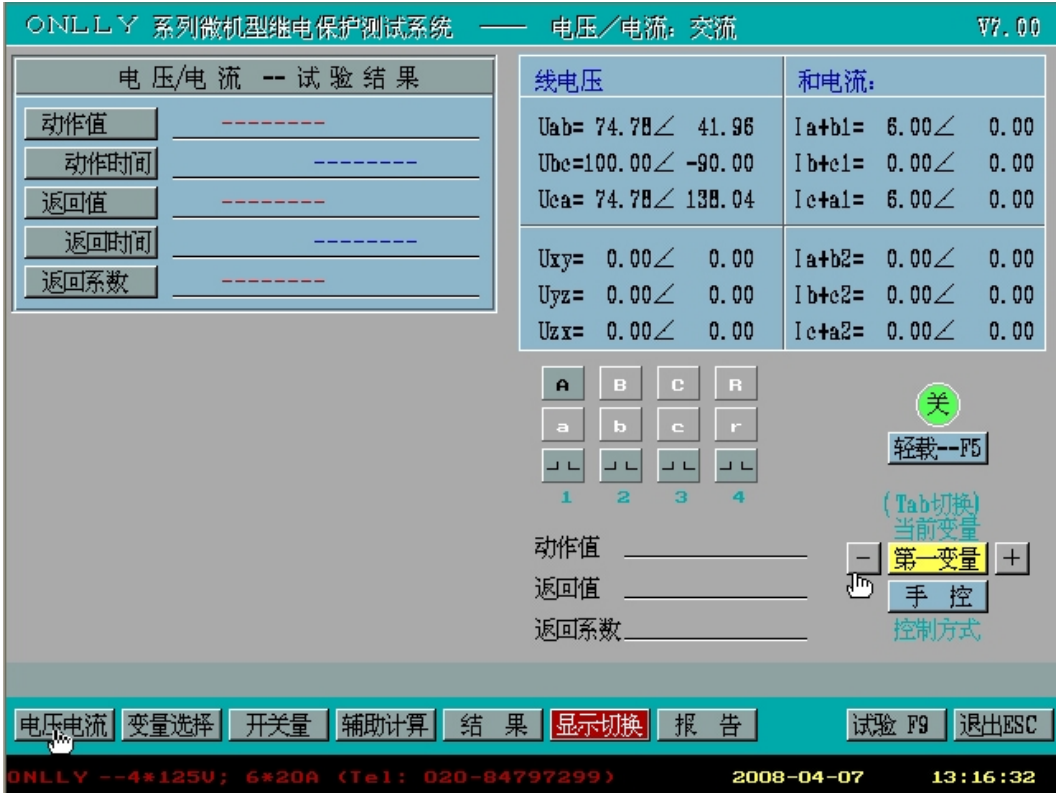 ONLLY 系列微机型继电保护测试系统 —— 电压/电流: 交流 V7.00
电 压/电 流 -- 试 验 结 果
动作值 --------
动作时间 --------
返回值 --------
返回时间 --------
返回系数 --------
线电压
Uab= 74.78∠ 41.96
Ubc=100.00∠ -90.00
Uca= 74.78∠ 138.04
Uxy= 0.00∠ 0.00
Uyz= 0.00∠ 0.00
Uzx= 0.00∠ 0.00
和电流:
Ia+b1= 6.00∠ 0.00
Ib+c1= 0.00∠ 0.00
Ic+a1= 6.00∠ 0.00
Ia+b2= 0.00∠ 0.00
Ib+c2= 0.00∠ 0.00
Ic+a2= 0.00∠ 0.00
A B C R
a b c r
1 2 3 4
关
轻载--F5
(Tab切换)
当前变量
- 第一变量 +
手 控
控制方式
动作值
返回值
返回系数
电压电流 变量选择 开关量 辅助计算 结 果 显示切换 报 告 试验 F9 退出ESC
ONLLY --4*125V; 6*20A (Tel: 020-84797299) 2008-04-07 13:16:32